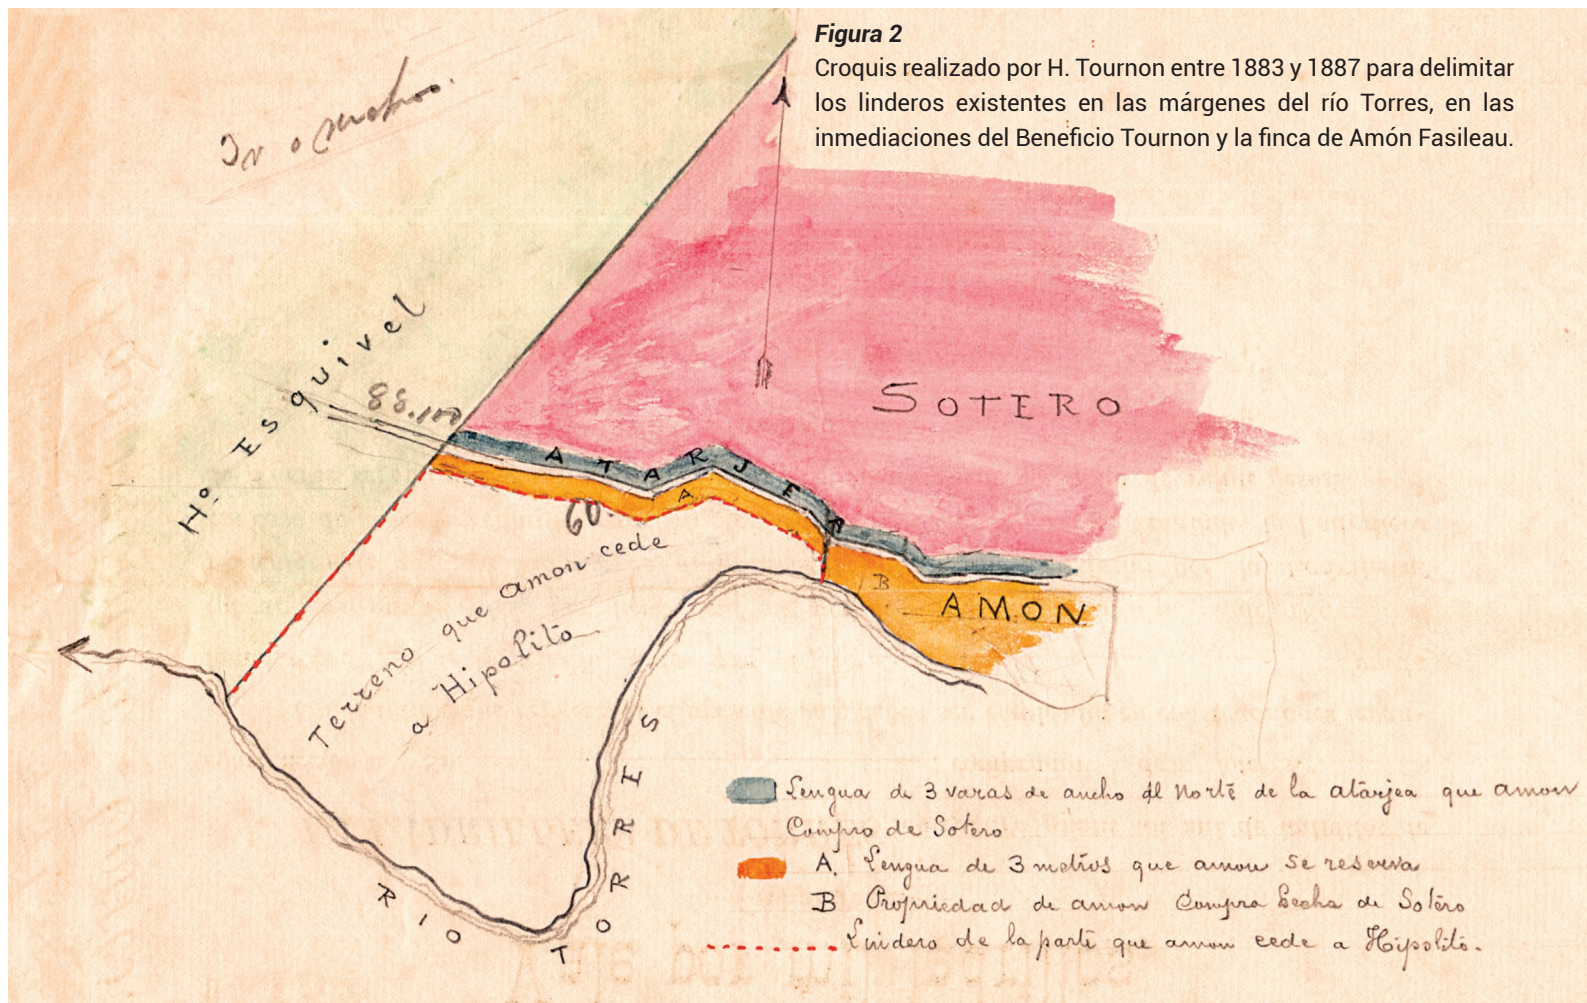 Figura 2
Croquis realizado por H. Tournon entre 1883 y 1887 para delimitar
los linderos existentes en las márgenes del río Torres, en las
inmediaciones del Beneficio Tournon y la finca de Amón Fasileau.
Ho Esquivel
88.100
SOTERO
ATARJEA
A
60
B
AMON
Terreno que amon cede
a Hipolito
RIO TORRES
Lengua de 3 varas de ancho al Norte de la atarjea que amon
Compro de Sotero
A. Lengua de 3 metros que amon se reserva
B Propriedad de amon Compra hecha de Sotero
Lindero de la parte que amon cede a Hipolito.